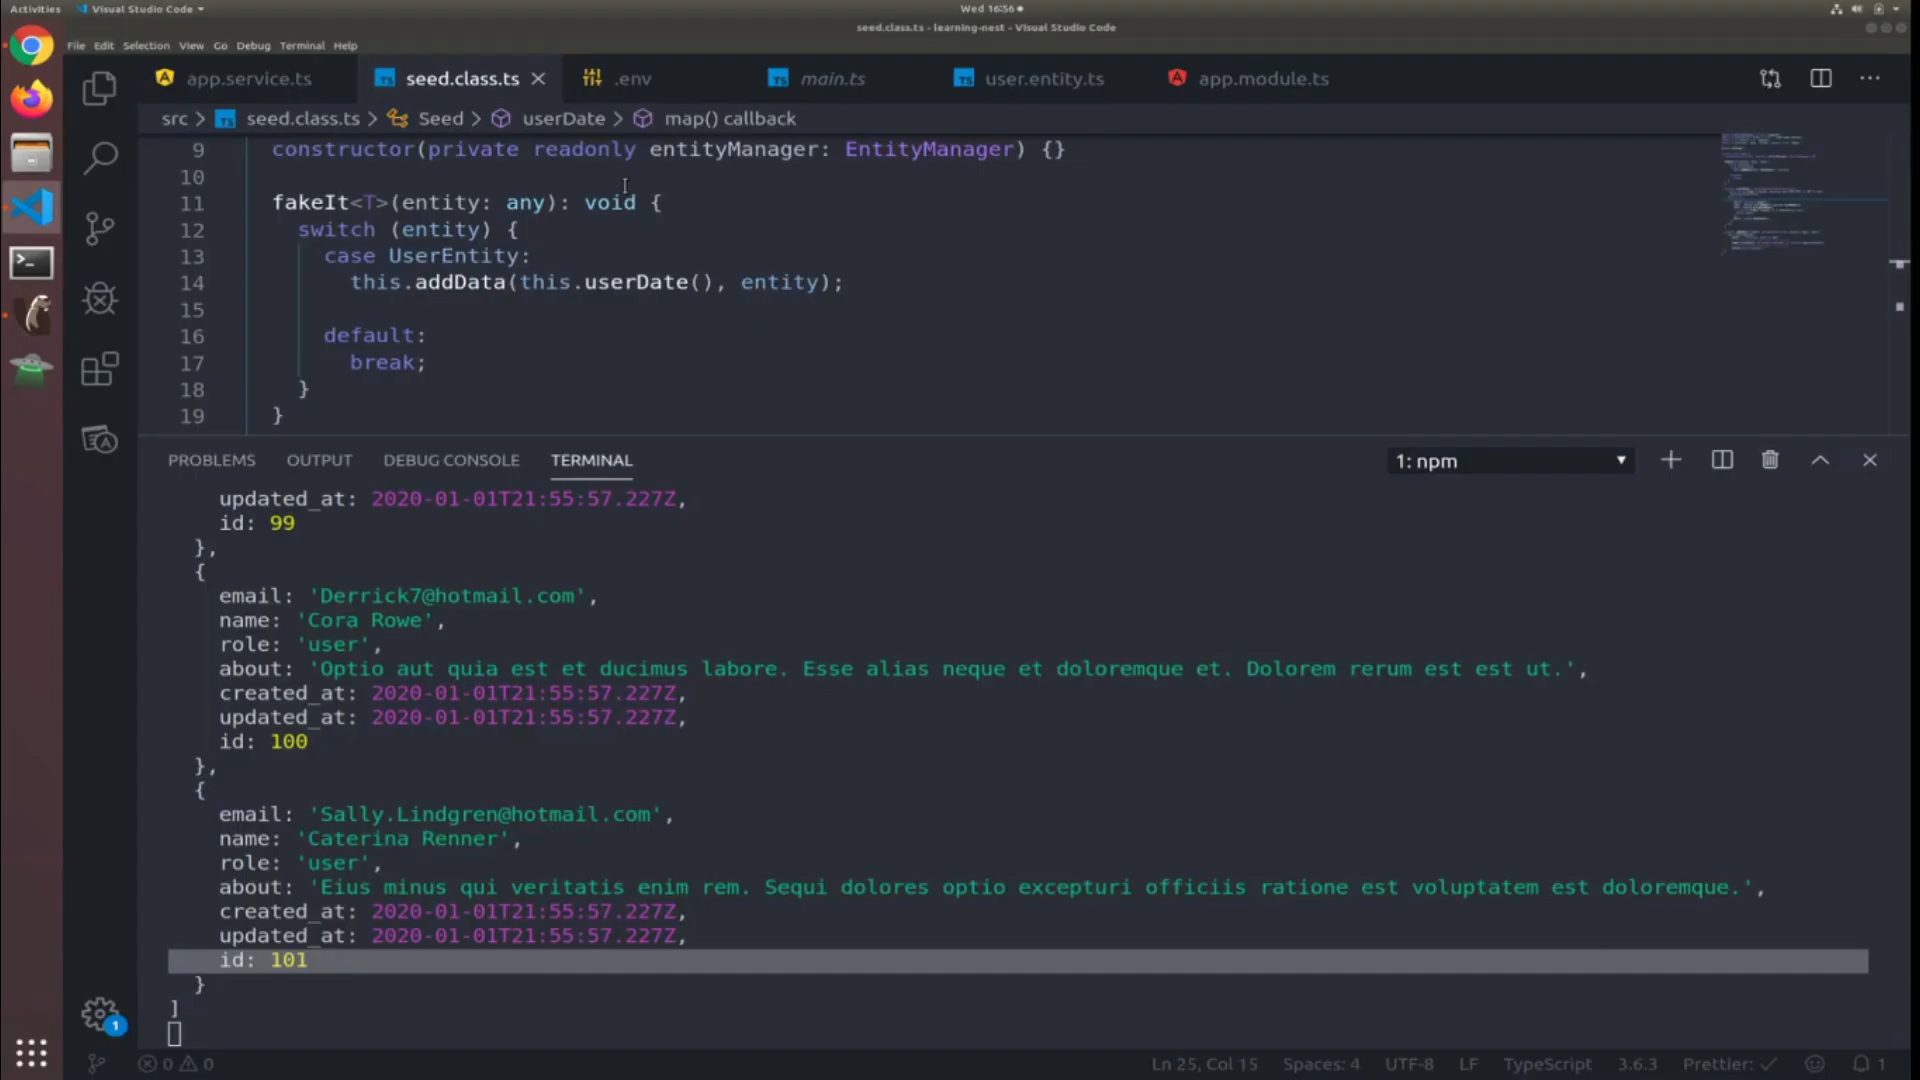 Activities Visual Studio Code Wed 16:56
seed.class.ts - learning-nest - Visual Studio Code
File Edit Selection View Go Debug Terminal Help
app.service.ts seed.class.ts .env main.ts user.entity.ts app.module.ts
src > seed.class.ts > Seed > userDate > map() callback
9 constructor(private readonly entityManager: EntityManager) {}
10
11 fakeIt<T>(entity: any): void {
12 switch (entity) {
13 case UserEntity:
14 this.addData(this.userDate(), entity);
15
16 default:
17 break;
18 }
19 }
PROBLEMS OUTPUT DEBUG CONSOLE TERMINAL 1: npm
updated_at: 2020-01-01T21:55:57.227Z,
id: 99
},
{
email: 'Derrick7@hotmail.com',
name: 'Cora Rowe',
role: 'user',
about: 'Optio aut quia est et ducimus labore. Esse alias neque et doloremque et. Dolorem rerum est est ut.',
created_at: 2020-01-01T21:55:57.227Z,
updated_at: 2020-01-01T21:55:57.227Z,
id: 100
},
{
email: 'Sally.Lindgren@hotmail.com',
name: 'Caterina Renner',
role: 'user',
about: 'Eius minus qui veritatis enim rem. Sequi dolores optio excepturi officiis ratione est voluptatem est doloremque.',
created_at: 2020-01-01T21:55:57.227Z,
updated_at: 2020-01-01T21:55:57.227Z,
id: 101
}
]
1
0 0 Ln 25, Col 15 Spaces: 4 UTF-8 LF TypeScript 3.6.3 Prettier: ✓ 1